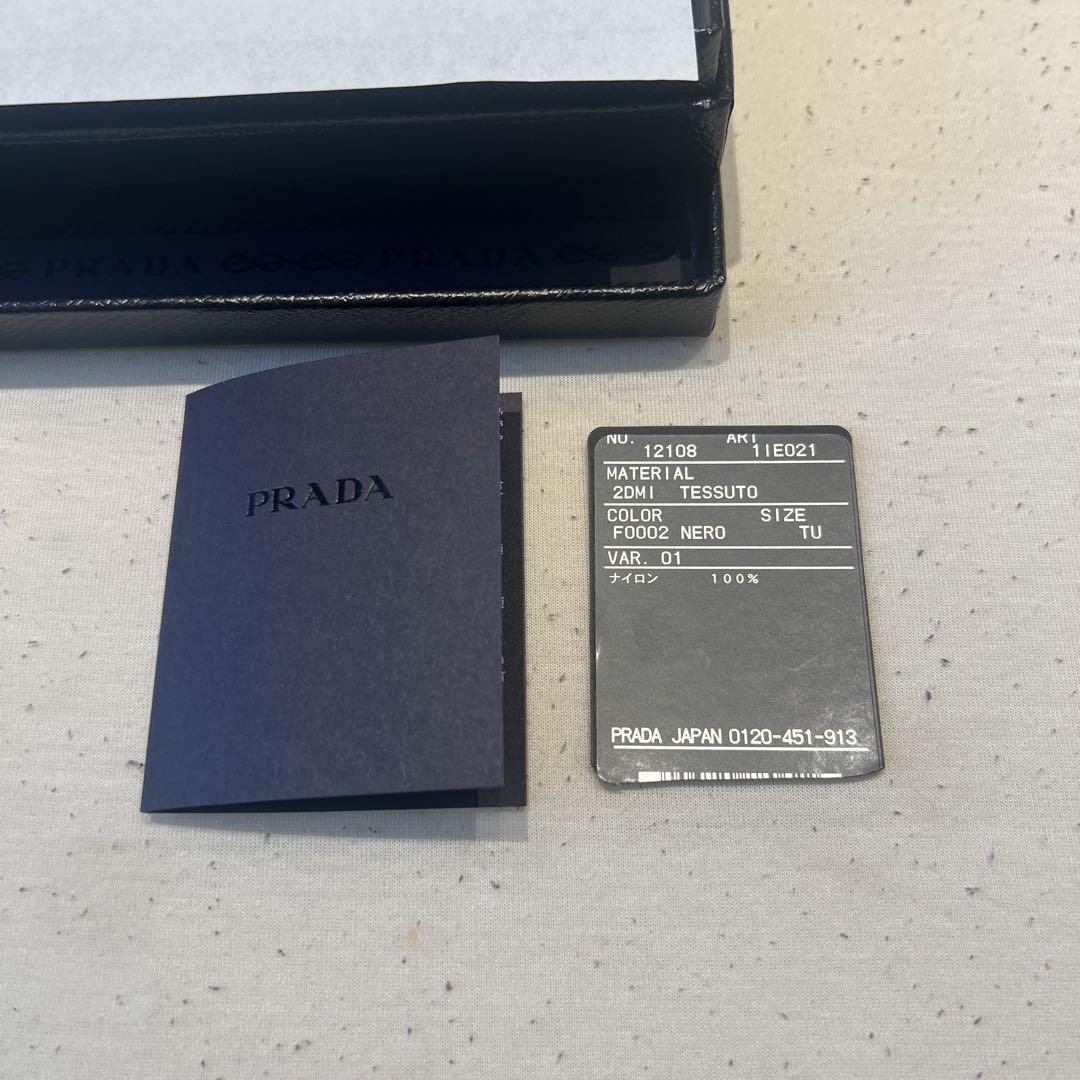 PRADA PRADA
PRADA
NO. ART
12108 1IE021
MATERIAL
2DMI TESSUTO
COLOR SIZE
F0002 NERO TU
VAR. 01
ナイロン 100%
PRADA JAPAN 0120-451-913